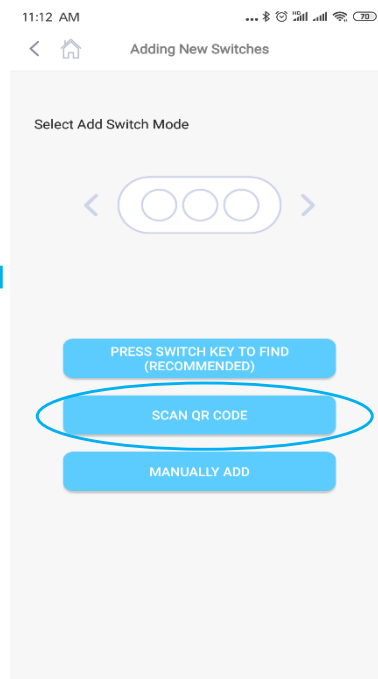 11:12 AM
70
Adding New Switches
Select Add Switch Mode
PRESS SWITCH KEY TO FIND
(RECOMMENDED)
SCAN QR CODE
MANUALLY ADD